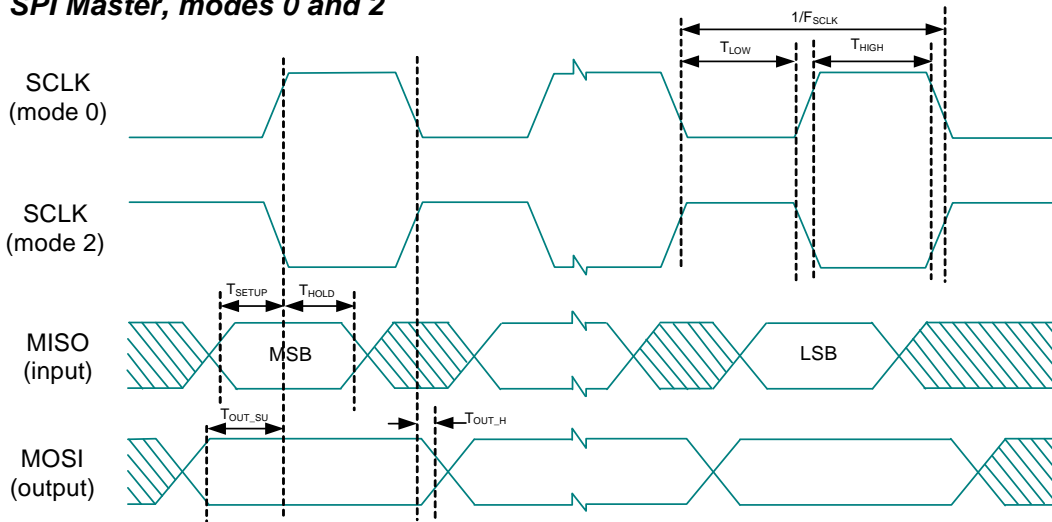 SPI Master, modes 0 and 2
1/FSCLK
TLOW
THIGH
SCLK
(mode 0)
SCLK
(mode 2)
TSETUP
THOLD
MISO
(input)
MSB
LSB
TOUT_SU
TOUT_H
MOSI
(output)